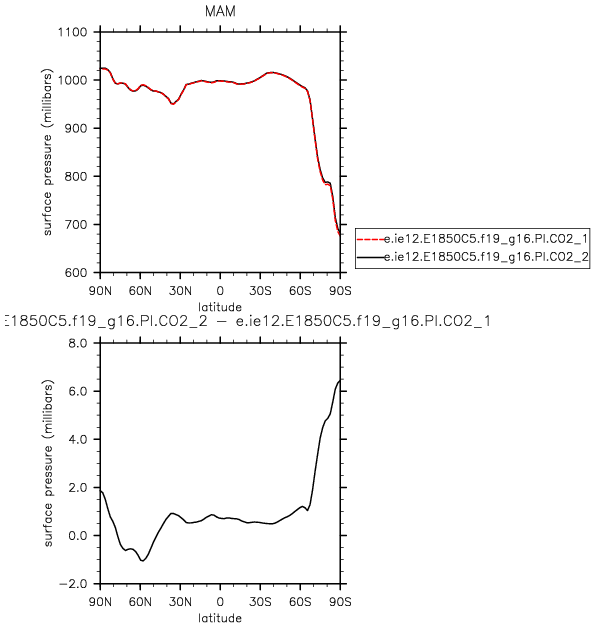 MAM
1100
1000
900
800
700
600
surface pressure (millibars)
90N 60N 30N 0 30S 60S 90S
latitude
e.ie12.E1850C5.f19_g16.PI.CO2_1
e.ie12.E1850C5.f19_g16.PI.CO2_2
E1850C5.f19_g16.PI.CO2_2 − e.ie12.E1850C5.f19_g16.PI.CO2_1
8.0
6.0
4.0
2.0
0.0
−2.0
surface pressure (millibars)
90N 60N 30N 0 30S 60S 90S
latitude